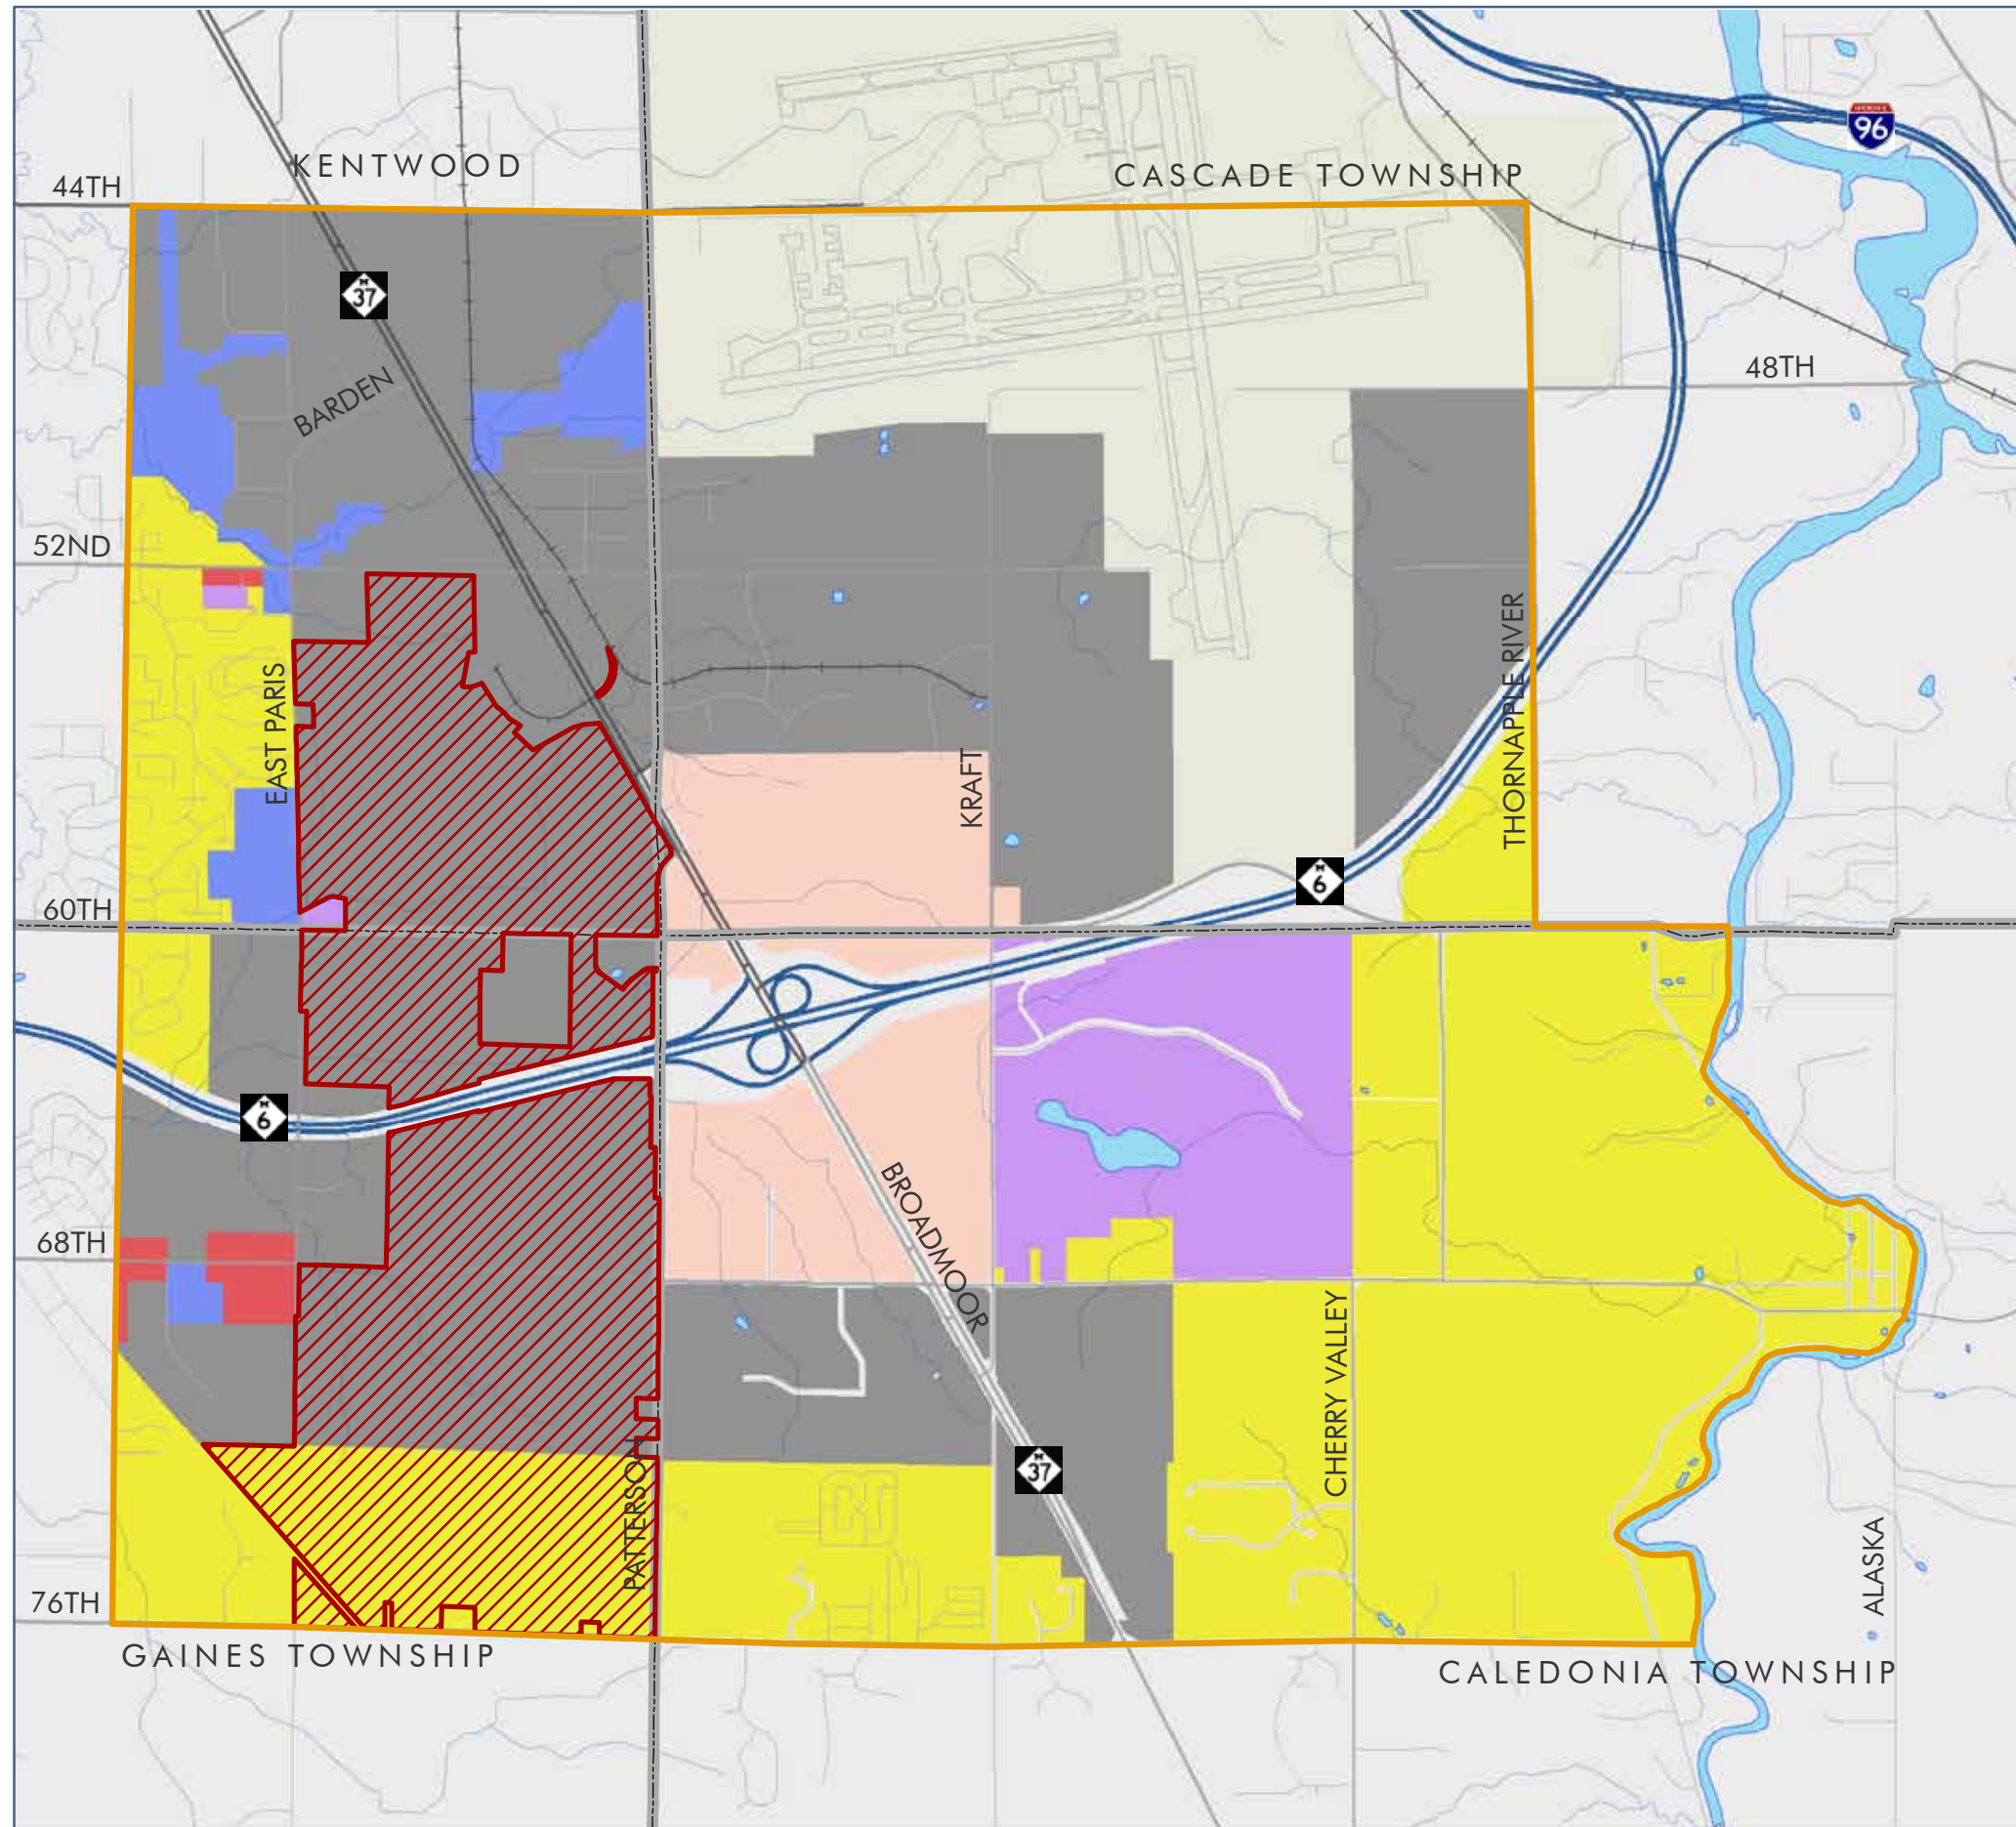 INTERSTATE
96
KENTWOOD
CASCADE TOWNSHIP
44TH
M
37
48TH
BARDEN
52ND
THORNAPPLE RIVER
EAST PARIS
KRAFT
M
6
60TH
M
6
BROADMOOR
68TH
CHERRY VALLEY
M
37
PATTERSON
ALASKA
76TH
GAINES TOWNSHIP
CALEDONIA TOWNSHIP